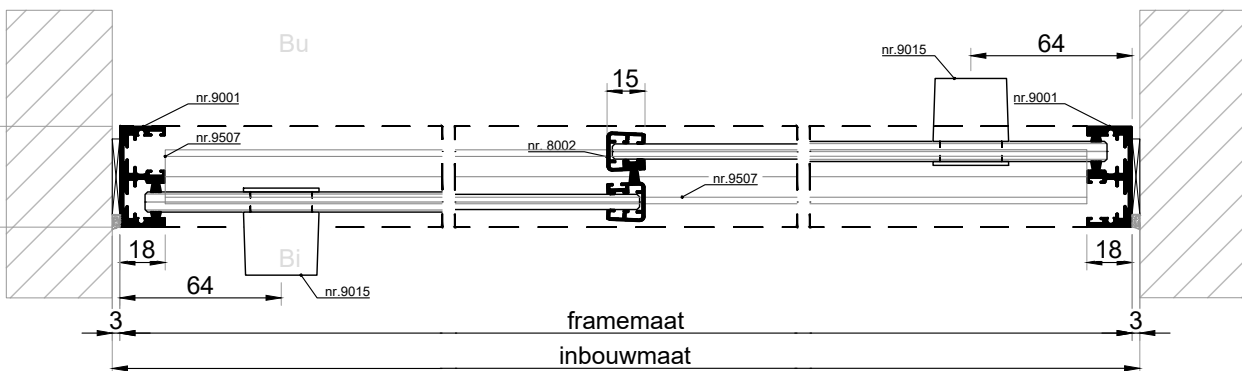 Bu
nr.9015
64
15
nr.9001
nr.9001
nr.9507
nr. 8002
nr.9507
18
Bi
18
64
nr.9015
3
framemaat
3
inbouwmaat